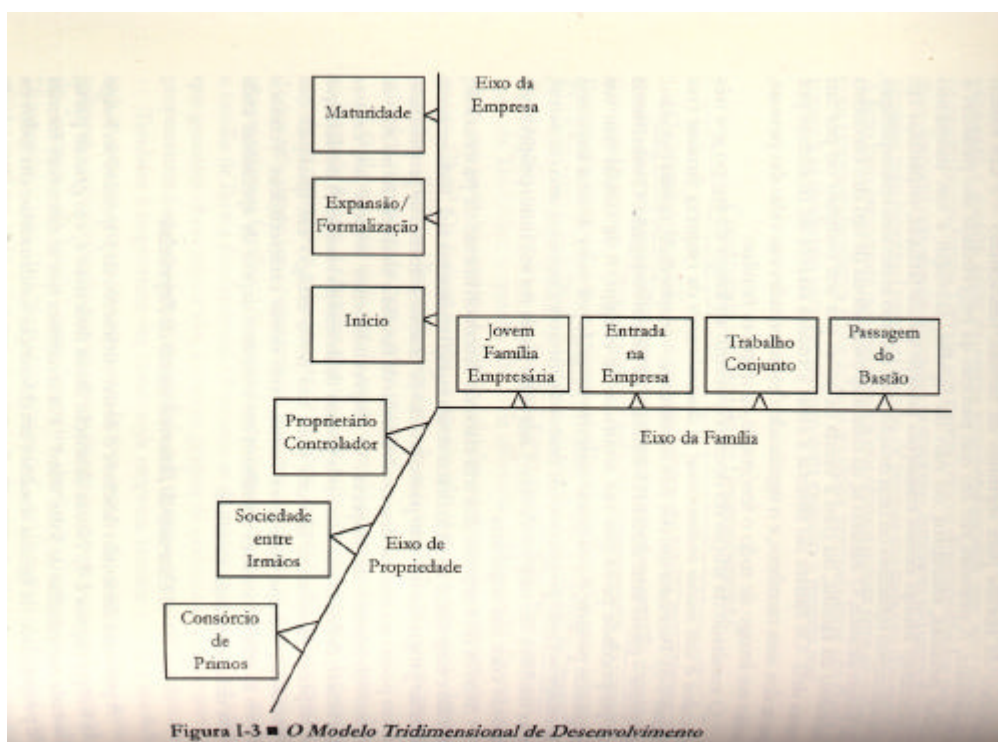 Eixo da
Empresa
Maturidade
Expansão/
Formalização
Início
Jovem
Família
Empresária
Entrada
na
Empresa
Trabalho
Conjunto
Passagem
do
Bastão
Eixo da Família
Proprietário
Controlador
Sociedade
entre
Irmãos
Eixo de
Propriedade
Consórcio
de
Primos
Figura I-3 ■ O Modelo Tridimensional de Desenvolvimento